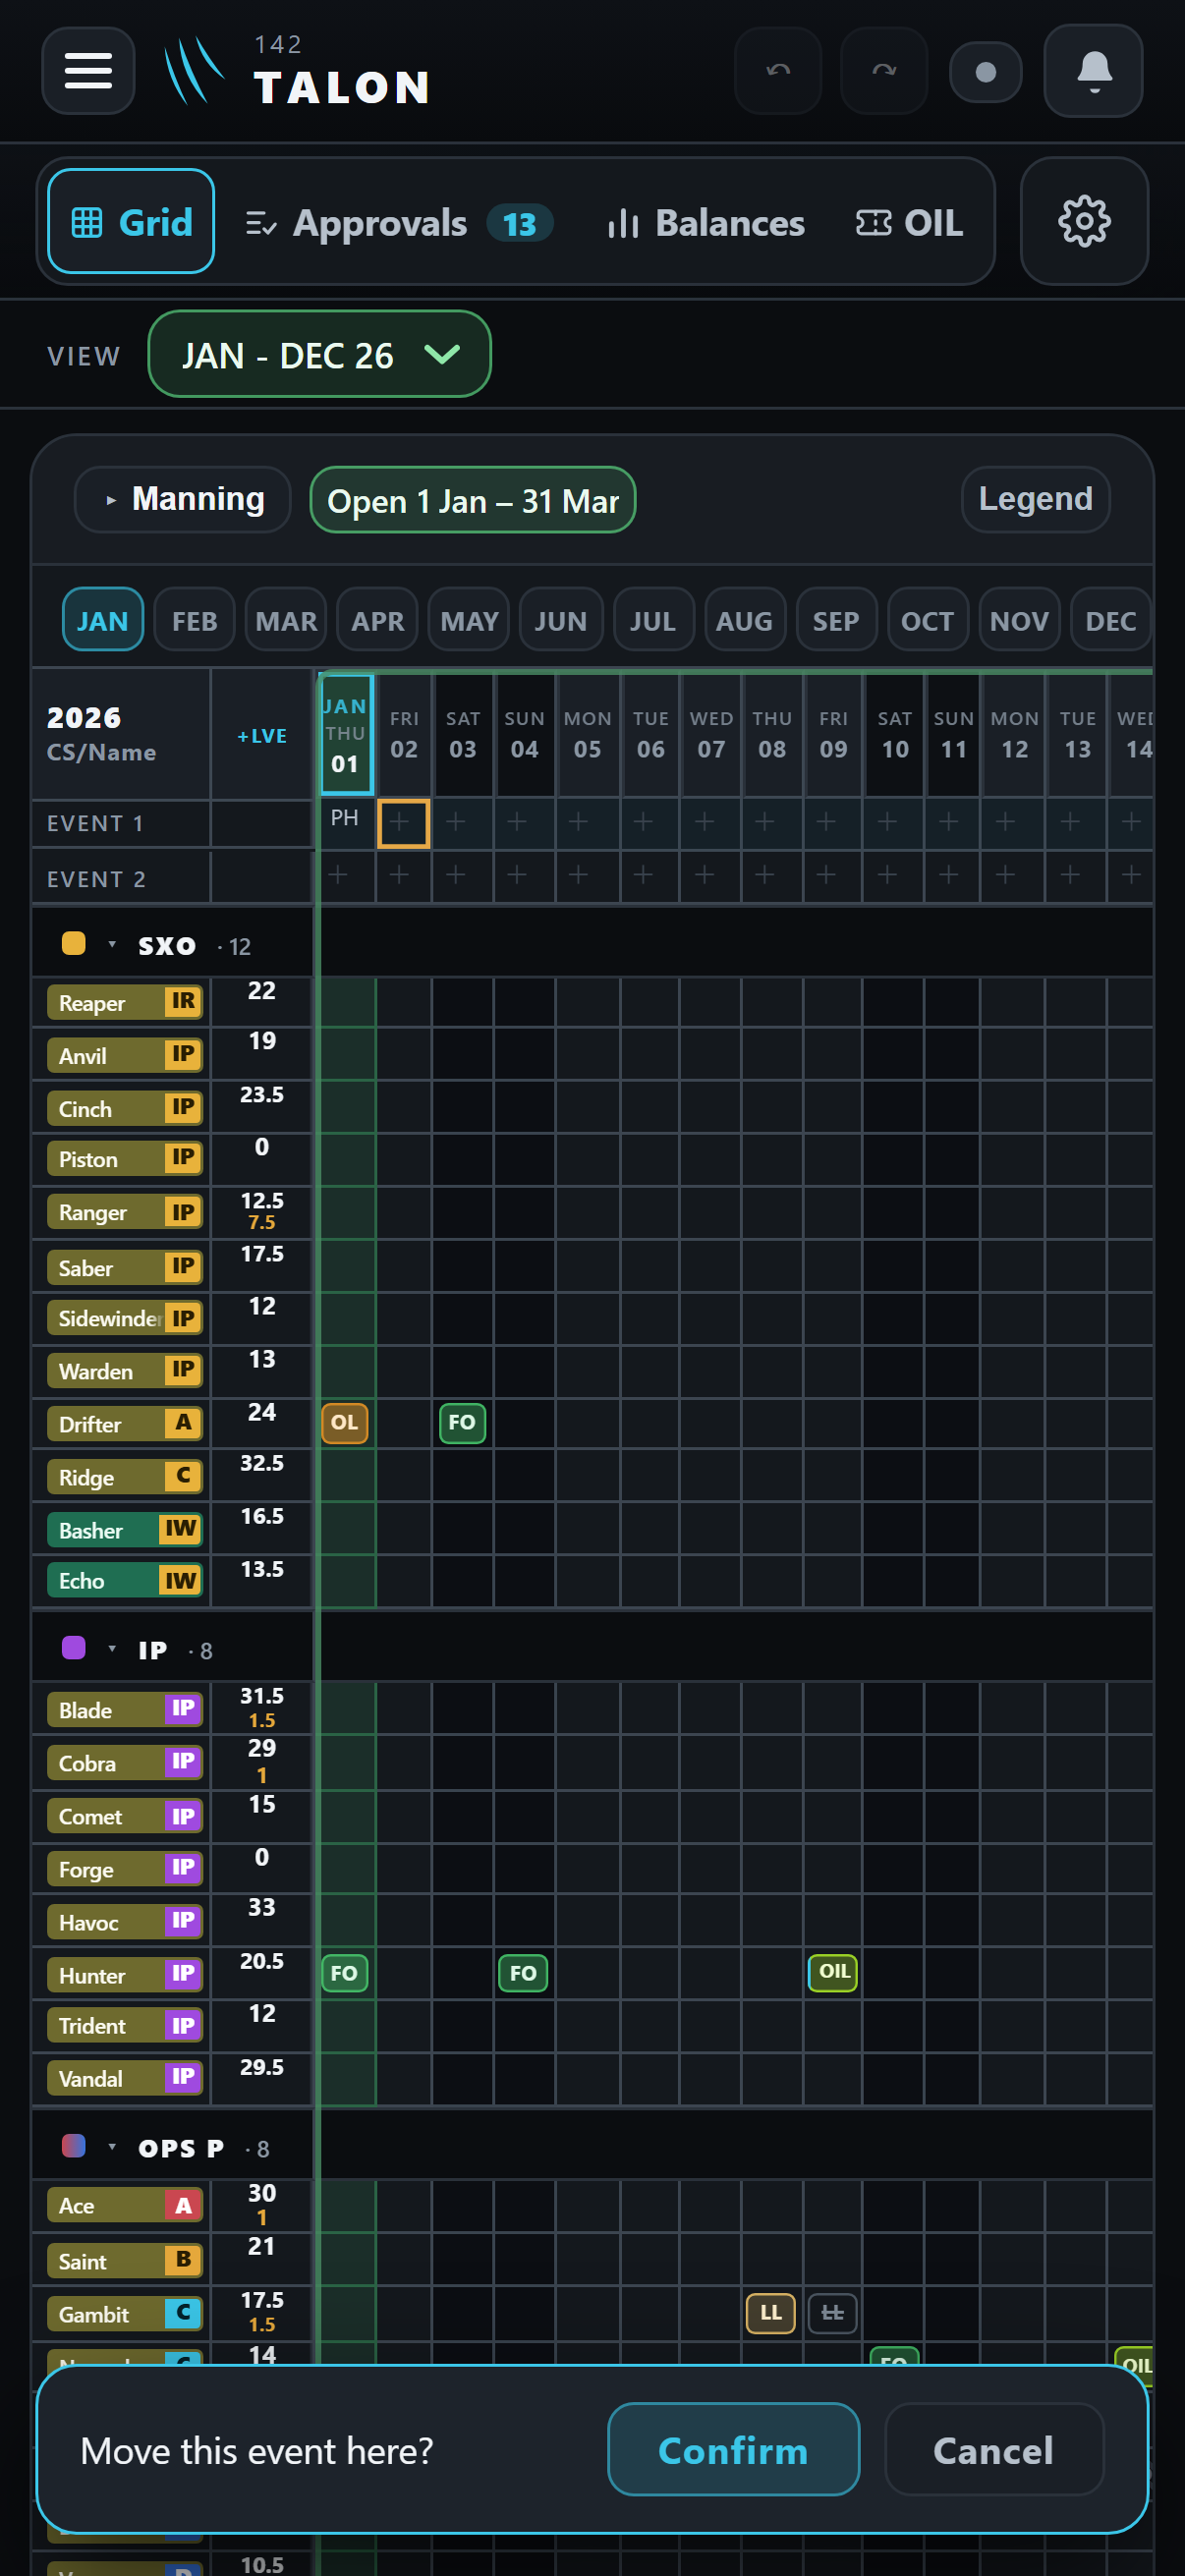 142
TALON
Grid
Approvals 13
Balances
OIL
VIEW JAN - DEC 26
Manning
Open 1 Jan – 31 Mar
Legend
JAN FEB MAR APR MAY JUN JUL AUG SEP OCT NOV DEC
2026
CS/Name
+LVE
JAN THU 01
FRI 02
SAT 03
SUN 04
MON 05
TUE 06
WED 07
THU 08
FRI 09
SAT 10
SUN 11
MON 12
TUE 13
WED 14
EVENT 1 PH + + + + + + + + + + + + +
EVENT 2 + + + + + + + + + + + + + +
SXO · 12
Reaper IR 22
Anvil IP 19
Cinch IP 23.5
Piston IP 0
Ranger IP 12.5
7.5
Saber IP 17.5
Sidewinder IP 12
Warden IP 13
Drifter A 24 OL FO
Ridge C 32.5
Basher IW 16.5
Echo IW 13.5
IP · 8
Blade IP 31.5
1.5
Cobra IP 29
1
Comet IP 15
Forge IP 0
Havoc IP 33
Hunter IP 20.5 FO FO OIL
Trident IP 12
Vandal IP 29.5
OPS P · 8
Ace A 30
1
Saint B 21
Gambit C 17.5 LL LL
1.5
14 FO OIL
Move this event here?
Confirm
Cancel
10.5